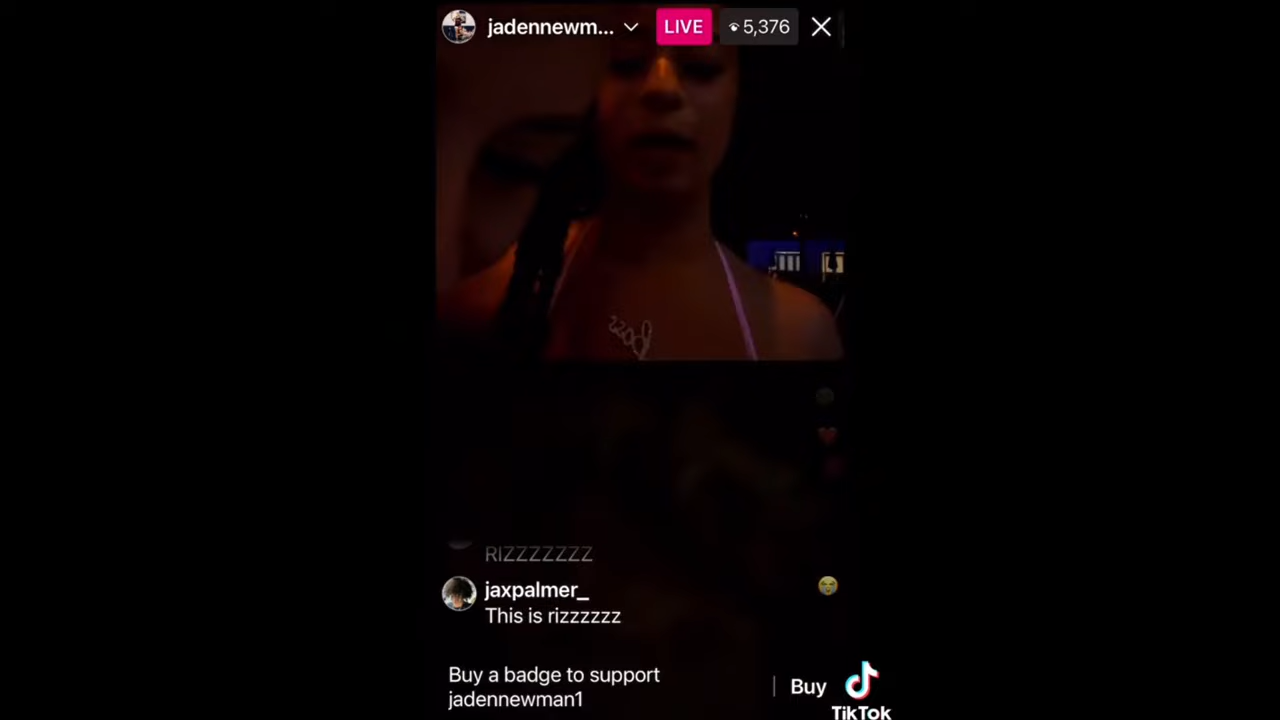 jadennewm...
LIVE
5,376
RIZZZZZZZ
jaxpalmer_
This is rizzzzzz
Buy a badge to support
jadennewman1
Buy
TikTok